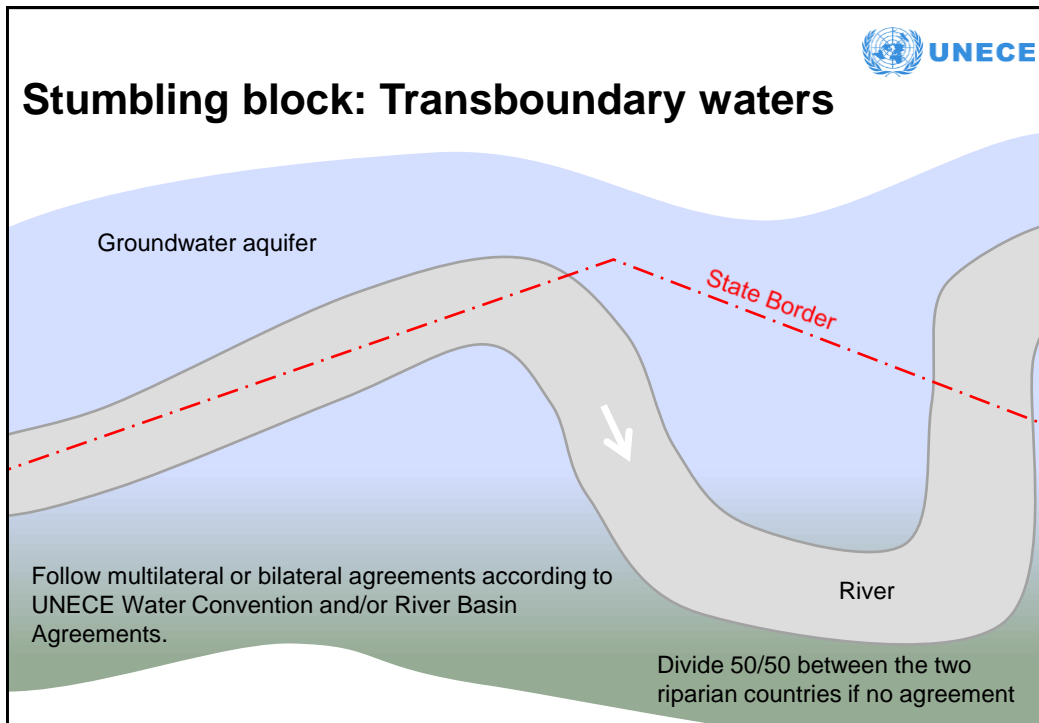 UNECE
Stumbling block: Transboundary waters
Groundwater aquifer
State Border
Follow multilateral or bilateral agreements according to
UNECE Water Convention and/or River Basin
Agreements.
River
Divide 50/50 between the two
riparian countries if no agreement